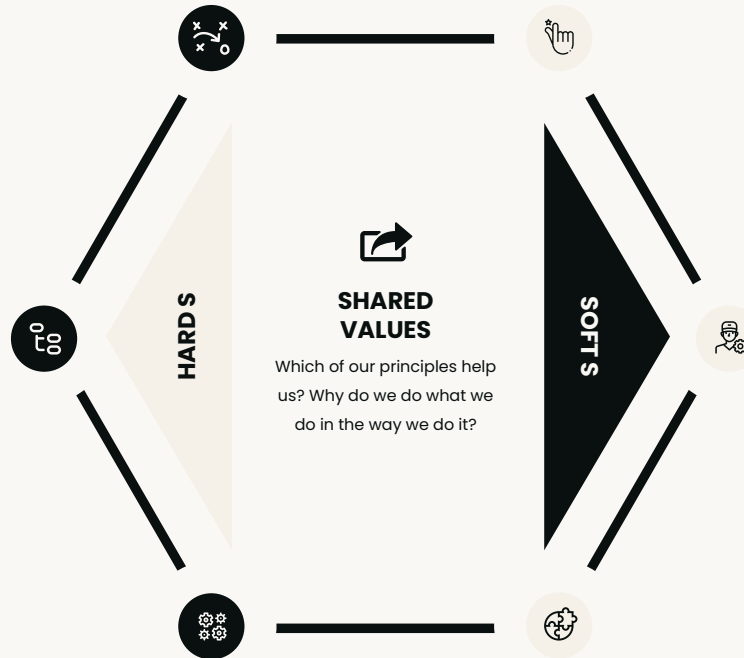 HARD S
SHARED
VALUES
Which of our principles help
us? Why do we do what we
do in the way we do it?
SOFT S